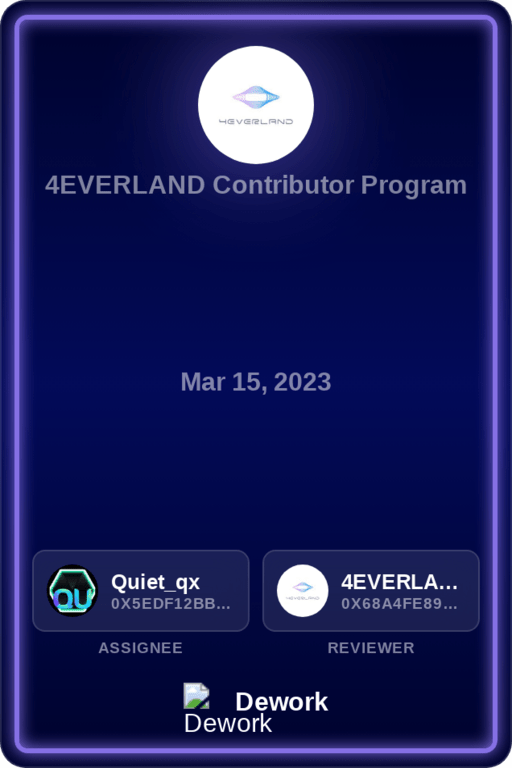 4EVERLAND
4EVERLAND Contributor Program
Mar 15, 2023
QU
Quiet_qx
0X5EDF12BB...
ASSIGNEE
4EVERLAND
4EVERLA...
0X68A4FE89...
REVIEWER
Dework
Dework